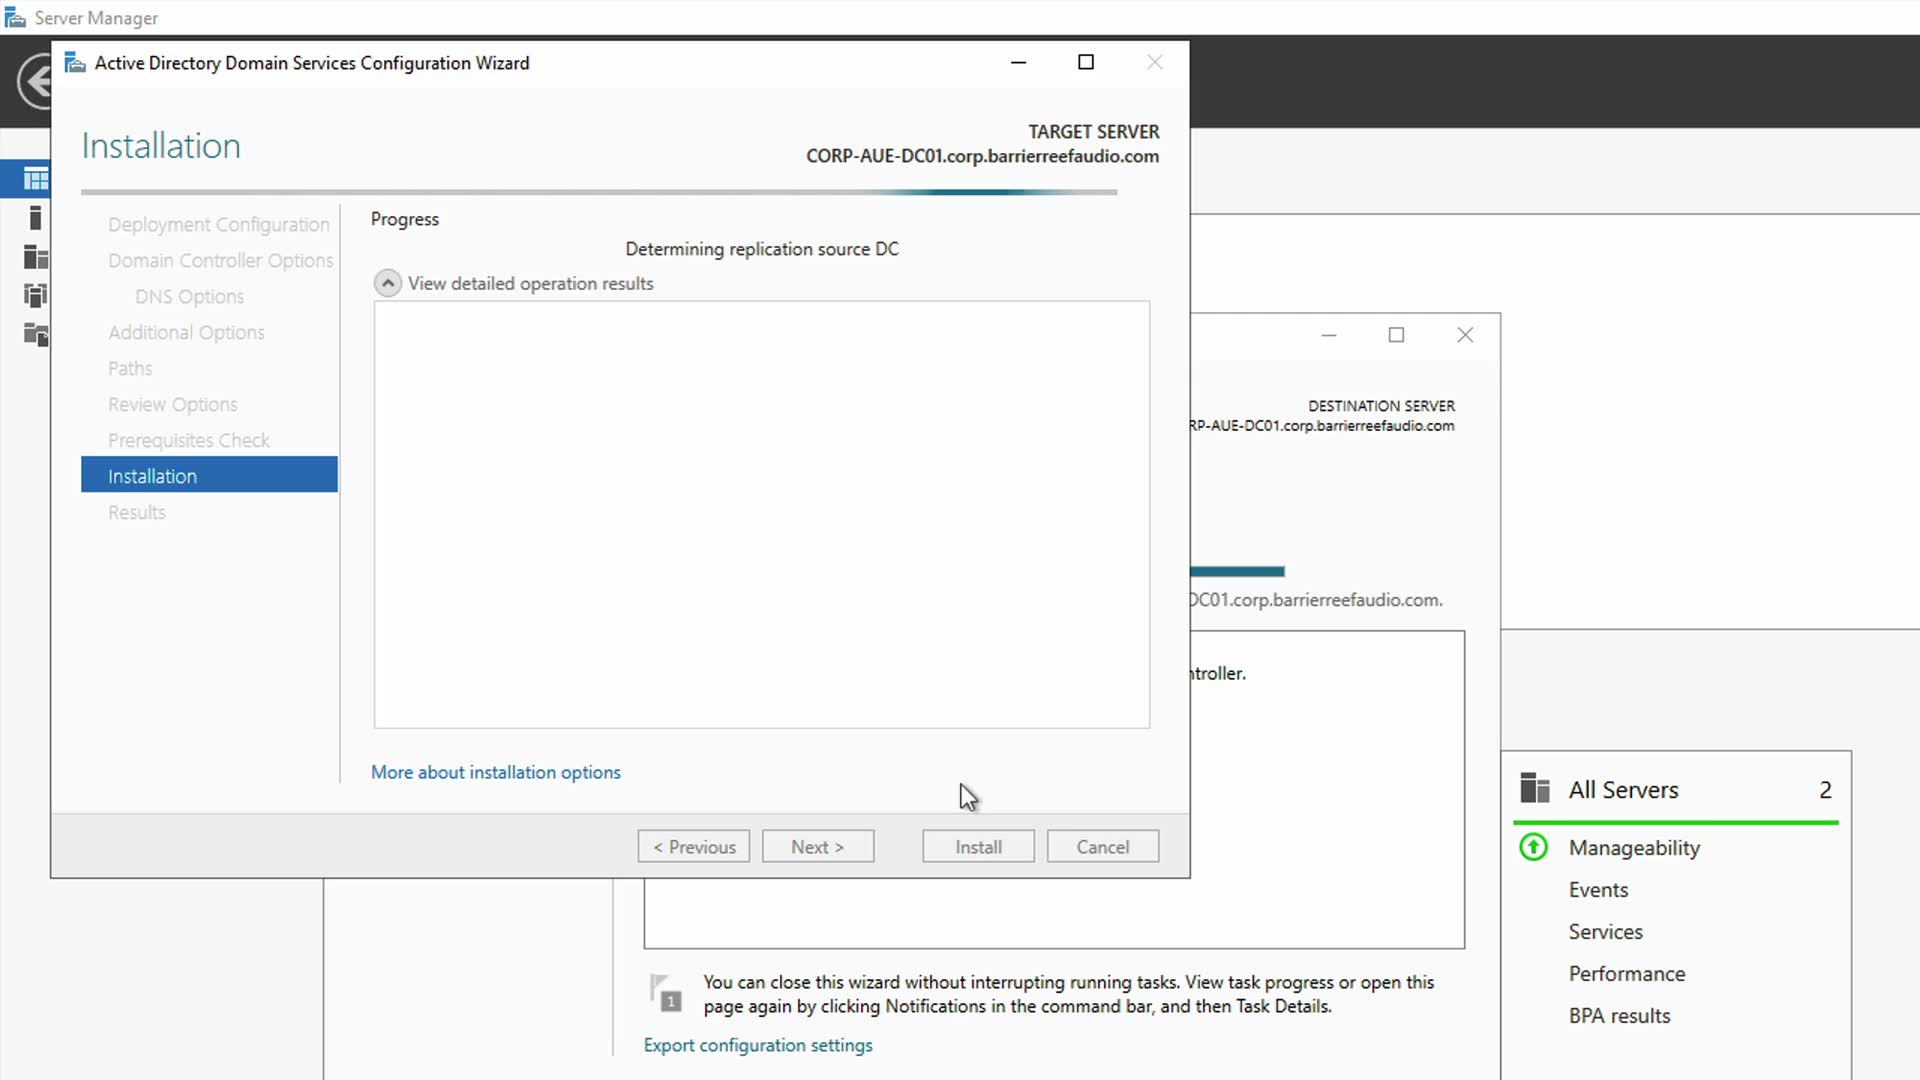 Server Manager
Active Directory Domain Services Configuration Wizard
Installation
TARGET SERVER
CORP-AUE-DC01.corp.barrierreefaudio.com
Deployment Configuration
Domain Controller Options
DNS Options
Additional Options
Paths
Review Options
Prerequisites Check
Installation
Results
Progress
Determining replication source DC
View detailed operation results
More about installation options
< Previous
Next >
Install
Cancel
DESTINATION SERVER
RP-AUE-DC01.corp.barrierreefaudio.com
DC01.corp.barrierreefaudio.com.
ntroller.
1
You can close this wizard without interrupting running tasks. View task progress or open this
page again by clicking Notifications in the command bar, and then Task Details.
Export configuration settings
All Servers 2
Manageability
Events
Services
Performance
BPA results